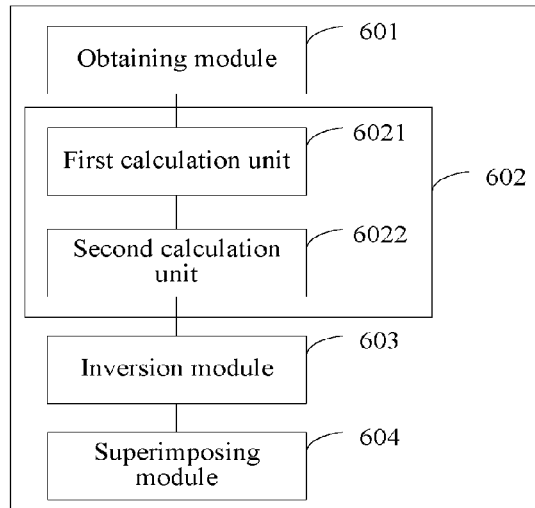 601
Obtaining module
6021
First calculation unit
602
6022
Second calculation
unit
603
Inversion module
604
Superimposing
module